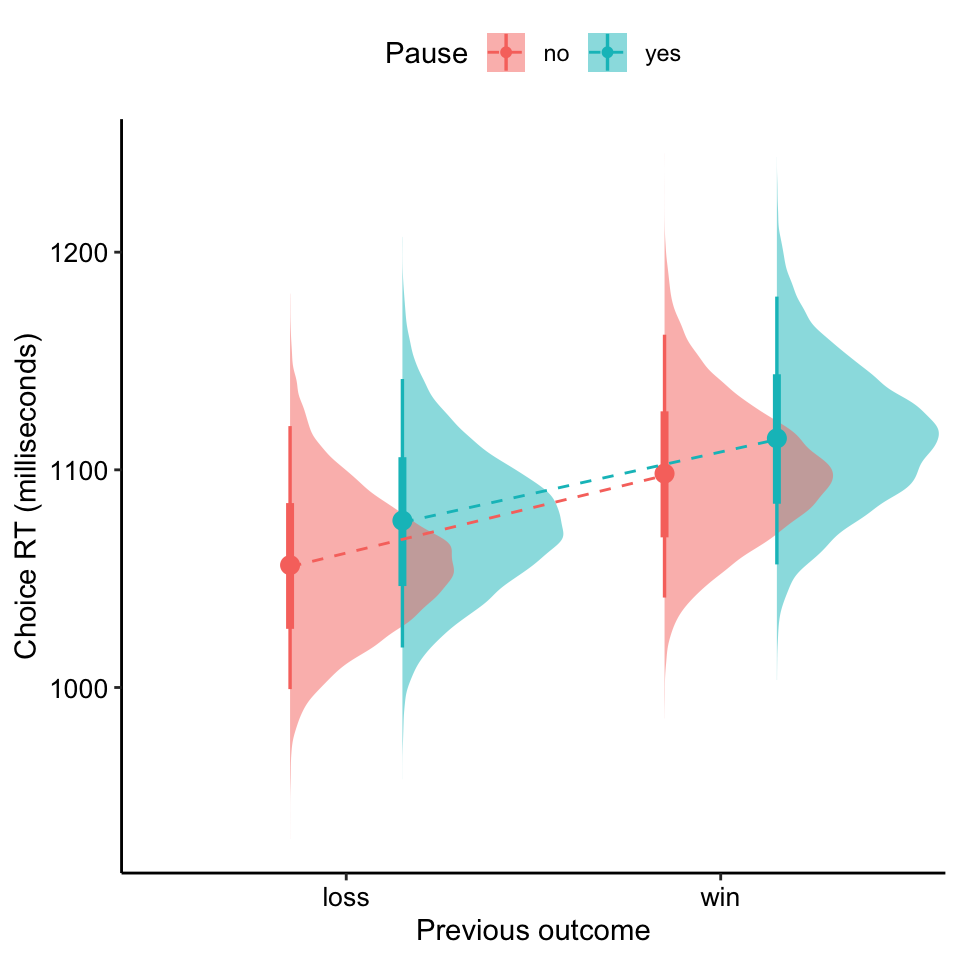 Pause no yes
Choice RT (milliseconds)
1200
1100
1000
loss win
Previous outcome